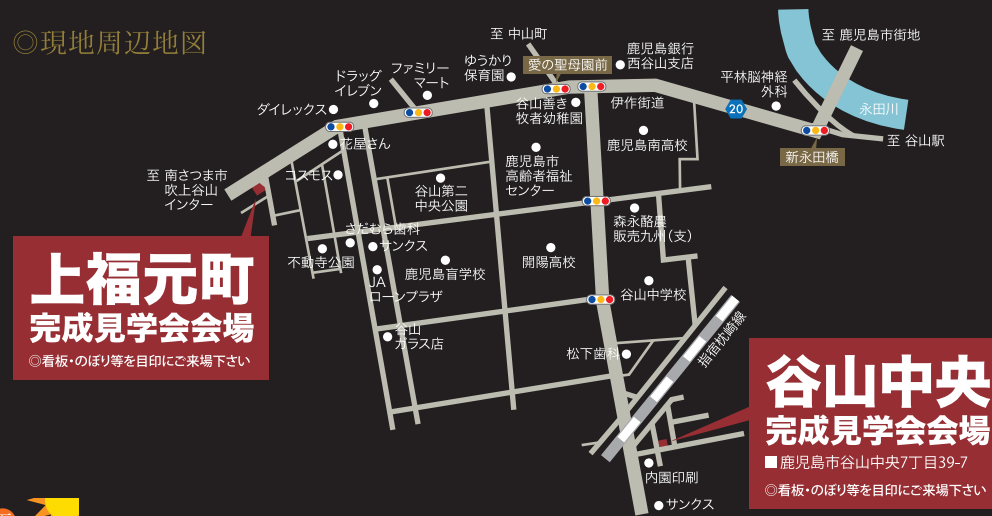 ◎現地周辺地図
至 中山町
愛の聖母園前
鹿児島銀行
西谷山支店
至 鹿児島市街地
ゆうかり
保育園
ファミリー
マート
ドラッグ
イレブン
ダイレックス
平林脳神経
外科
永田川
20
谷山善き
牧者幼稚園
伊作街道
花屋さん
鹿児島南高校
新永田橋
至 谷山駅
至 南さつま市
吹上谷山
インター
コスモス
谷山第二
中央公園
鹿児島市
高齢者福祉
センター
さだむら歯科
サンクス
森永酪農
販売九州(支)
不動寺公園
JA
コーンプラザ
鹿児島盲学校
開陽高校
谷山中学校
谷山
ガラス店
松下歯科
指宿枕崎線
上福元町
完成見学会会場
◎看板・のぼり等を目印にご来場下さい
谷山中央
完成見学会会場
■鹿児島市谷山中央7丁目39-7
◎看板・のぼり等を目印にご来場下さい
内園印刷
サンクス